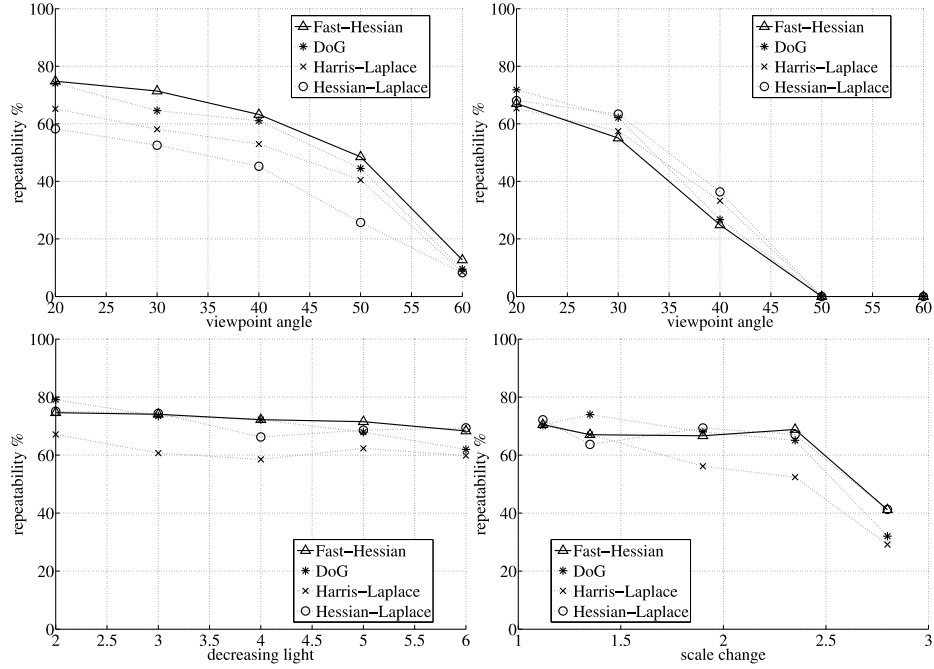 100
80
60
40
20
0
repeatability %
20 25 30 35 40 45 50 55 60
viewpoint angle
Fast−Hessian
DoG
Harris−Laplace
Hessian−Laplace
100
80
60
40
20
0
repeatability %
20 25 30 35 40 45 50 55 60
viewpoint angle
Fast−Hessian
DoG
Harris−Laplace
Hessian−Laplace
100
80
60
40
20
0
repeatability %
2 2.5 3 3.5 4 4.5 5 5.5 6
decreasing light
Fast−Hessian
DoG
Harris−Laplace
Hessian−Laplace
100
80
60
40
20
0
repeatability %
1 1.5 2 2.5 3
scale change
Fast−Hessian
DoG
Harris−Laplace
Hessian−Laplace